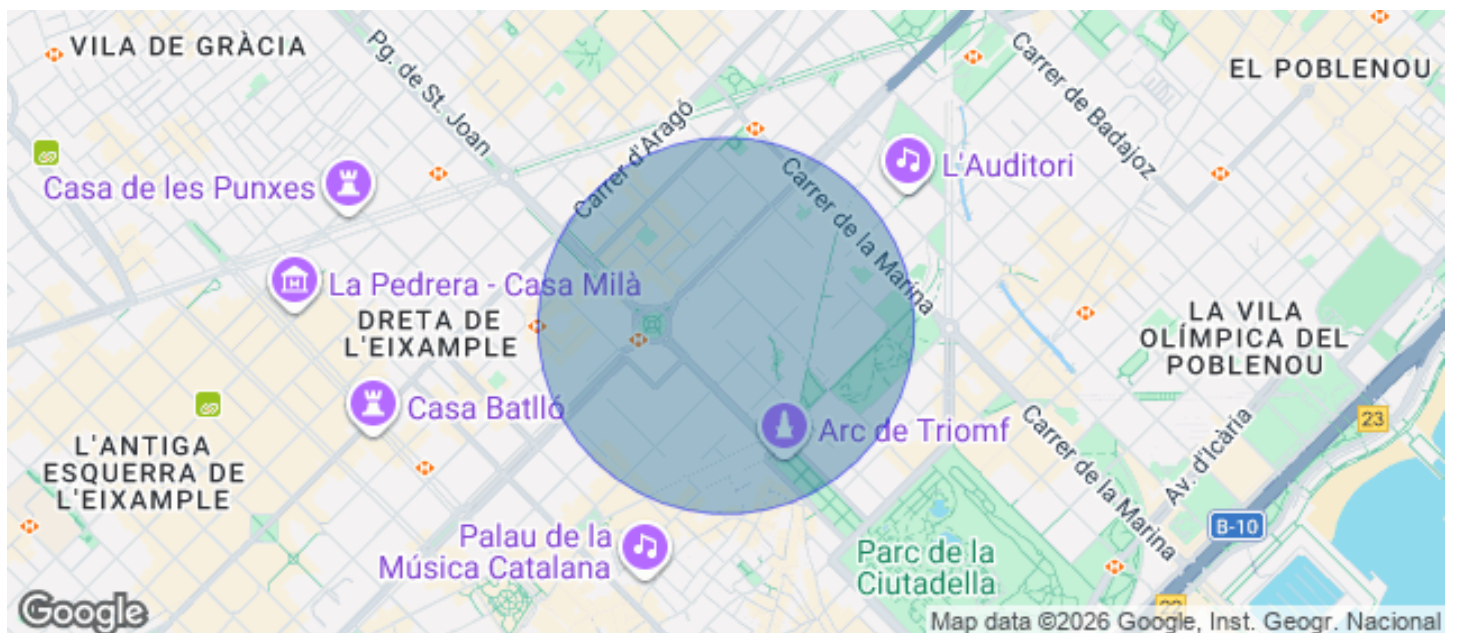 VILA DE GRÀCIA
Pg. de St. Joan
Carrer d'Aragó
Carrer de Badajoz
EL POBLENOU
Casa de les Punxes
L'Auditori
Carrer de la Marina
La Pedrera - Casa Milà
DRETA DE
L'EIXAMPLE
LA VILA
OLÍMPICA DEL
POBLENOU
Casa Batlló
Arc de Triomf
23
L'ANTIGA
ESQUERRA DE
L'EIXAMPLE
Carrer de la Marina
Av. d'Icària
B-10
Palau de la
Música Catalana
Parc de la
Ciutadella
22
Google
Map data ©2026 Google, Inst. Geogr. Nacional